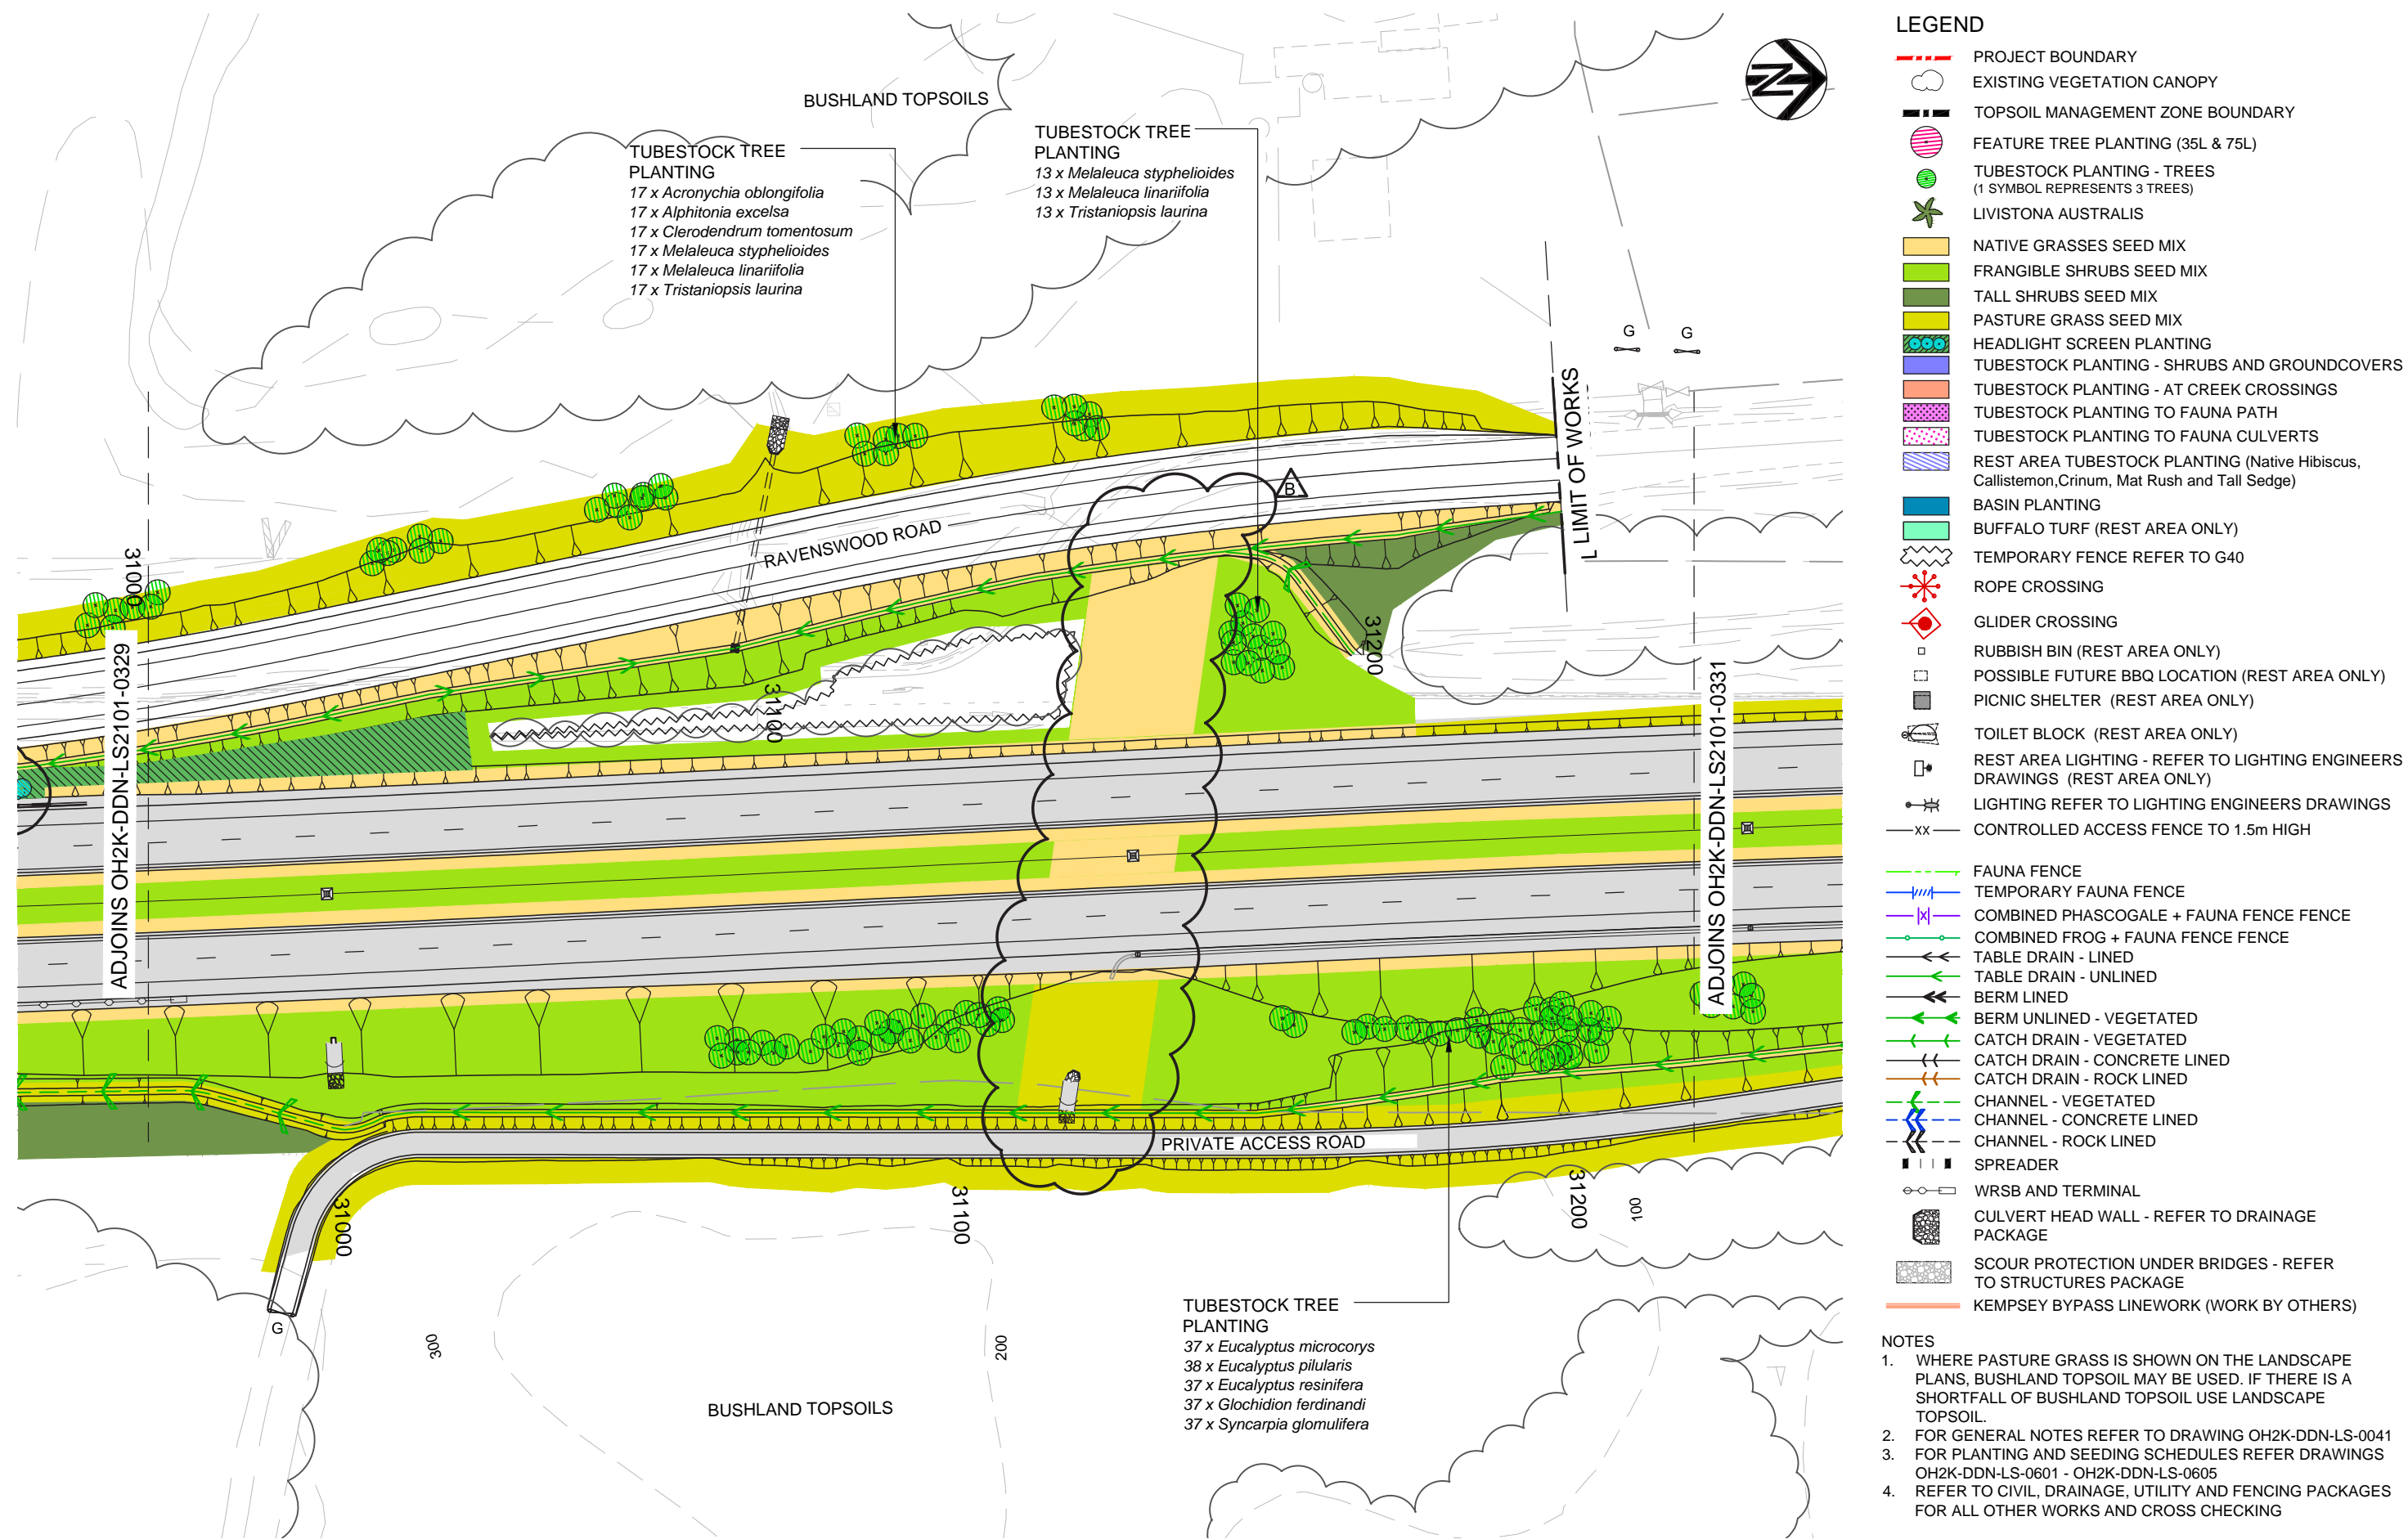 BUSHLAND TOPSOILS
TUBESTOCK TREE
PLANTING
17 x Acronychia oblongifolia
17 x Alphitonia excelsa
17 x Clerodendrum tomentosum
17 x Melaleuca styphelioides
17 x Melaleuca linariifolia
17 x Tristaniopsis laurina
TUBESTOCK TREE
PLANTING
13 x Melaleuca styphelioides
13 x Melaleuca linariifolia
13 x Tristaniopsis laurina
N
G
G
LIMIT OF WORKS
B
RAVENSWOOD ROAD
31000
31100
31200
ADJOINS OH2K-DDN-LS2101-0329
ADJOINS OH2K-DDN-LS2101-0331
PRIVATE ACCESS ROAD
31000
31100
31200
100
G
300
200
BUSHLAND TOPSOILS
TUBESTOCK TREE
PLANTING
37 x Eucalyptus microcorys
38 x Eucalyptus pilularis
37 x Eucalyptus resinifera
37 x Glochidion ferdinandi
37 x Syncarpia glomulifera
LEGEND
PROJECT BOUNDARY
EXISTING VEGETATION CANOPY
TOPSOIL MANAGEMENT ZONE BOUNDARY
FEATURE TREE PLANTING (35L & 75L)
TUBESTOCK PLANTING - TREES
(1 SYMBOL REPRESENTS 3 TREES)
LIVISTONA AUSTRALIS
NATIVE GRASSES SEED MIX
FRANGIBLE SHRUBS SEED MIX
TALL SHRUBS SEED MIX
PASTURE GRASS SEED MIX
HEADLIGHT SCREEN PLANTING
TUBESTOCK PLANTING - SHRUBS AND GROUNDCOVERS
TUBESTOCK PLANTING - AT CREEK CROSSINGS
TUBESTOCK PLANTING TO FAUNA PATH
TUBESTOCK PLANTING TO FAUNA CULVERTS
REST AREA TUBESTOCK PLANTING (Native Hibiscus,
Callistemon,Crinum, Mat Rush and Tall Sedge)
BASIN PLANTING
BUFFALO TURF (REST AREA ONLY)
TEMPORARY FENCE REFER TO G40
ROPE CROSSING
GLIDER CROSSING
RUBBISH BIN (REST AREA ONLY)
POSSIBLE FUTURE BBQ LOCATION (REST AREA ONLY)
PICNIC SHELTER (REST AREA ONLY)
TOILET BLOCK (REST AREA ONLY)
REST AREA LIGHTING - REFER TO LIGHTING ENGINEERS
DRAWINGS (REST AREA ONLY)
LIGHTING REFER TO LIGHTING ENGINEERS DRAWINGS
XX CONTROLLED ACCESS FENCE TO 1.5m HIGH
FAUNA FENCE
TEMPORARY FAUNA FENCE
X COMBINED PHASCOGALE + FAUNA FENCE FENCE
COMBINED FROG + FAUNA FENCE FENCE
TABLE DRAIN - LINED
TABLE DRAIN - UNLINED
BERM LINED
BERM UNLINED - VEGETATED
CATCH DRAIN - VEGETATED
CATCH DRAIN - CONCRETE LINED
CATCH DRAIN - ROCK LINED
CHANNEL - VEGETATED
CHANNEL - CONCRETE LINED
CHANNEL - ROCK LINED
SPREADER
WRSB AND TERMINAL
CULVERT HEAD WALL - REFER TO DRAINAGE
PACKAGE
SCOUR PROTECTION UNDER BRIDGES - REFER
TO STRUCTURES PACKAGE
KEMPSEY BYPASS LINEWORK (WORK BY OTHERS)
NOTES
1. WHERE PASTURE GRASS IS SHOWN ON THE LANDSCAPE
PLANS, BUSHLAND TOPSOIL MAY BE USED. IF THERE IS A
SHORTFALL OF BUSHLAND TOPSOIL USE LANDSCAPE
TOPSOIL.
2. FOR GENERAL NOTES REFER TO DRAWING OH2K-DDN-LS-0041
3. FOR PLANTING AND SEEDING SCHEDULES REFER DRAWINGS
OH2K-DDN-LS-0601 - OH2K-DDN-LS-0605
4. REFER TO CIVIL, DRAINAGE, UTILITY AND FENCING PACKAGES
FOR ALL OTHER WORKS AND CROSS CHECKING